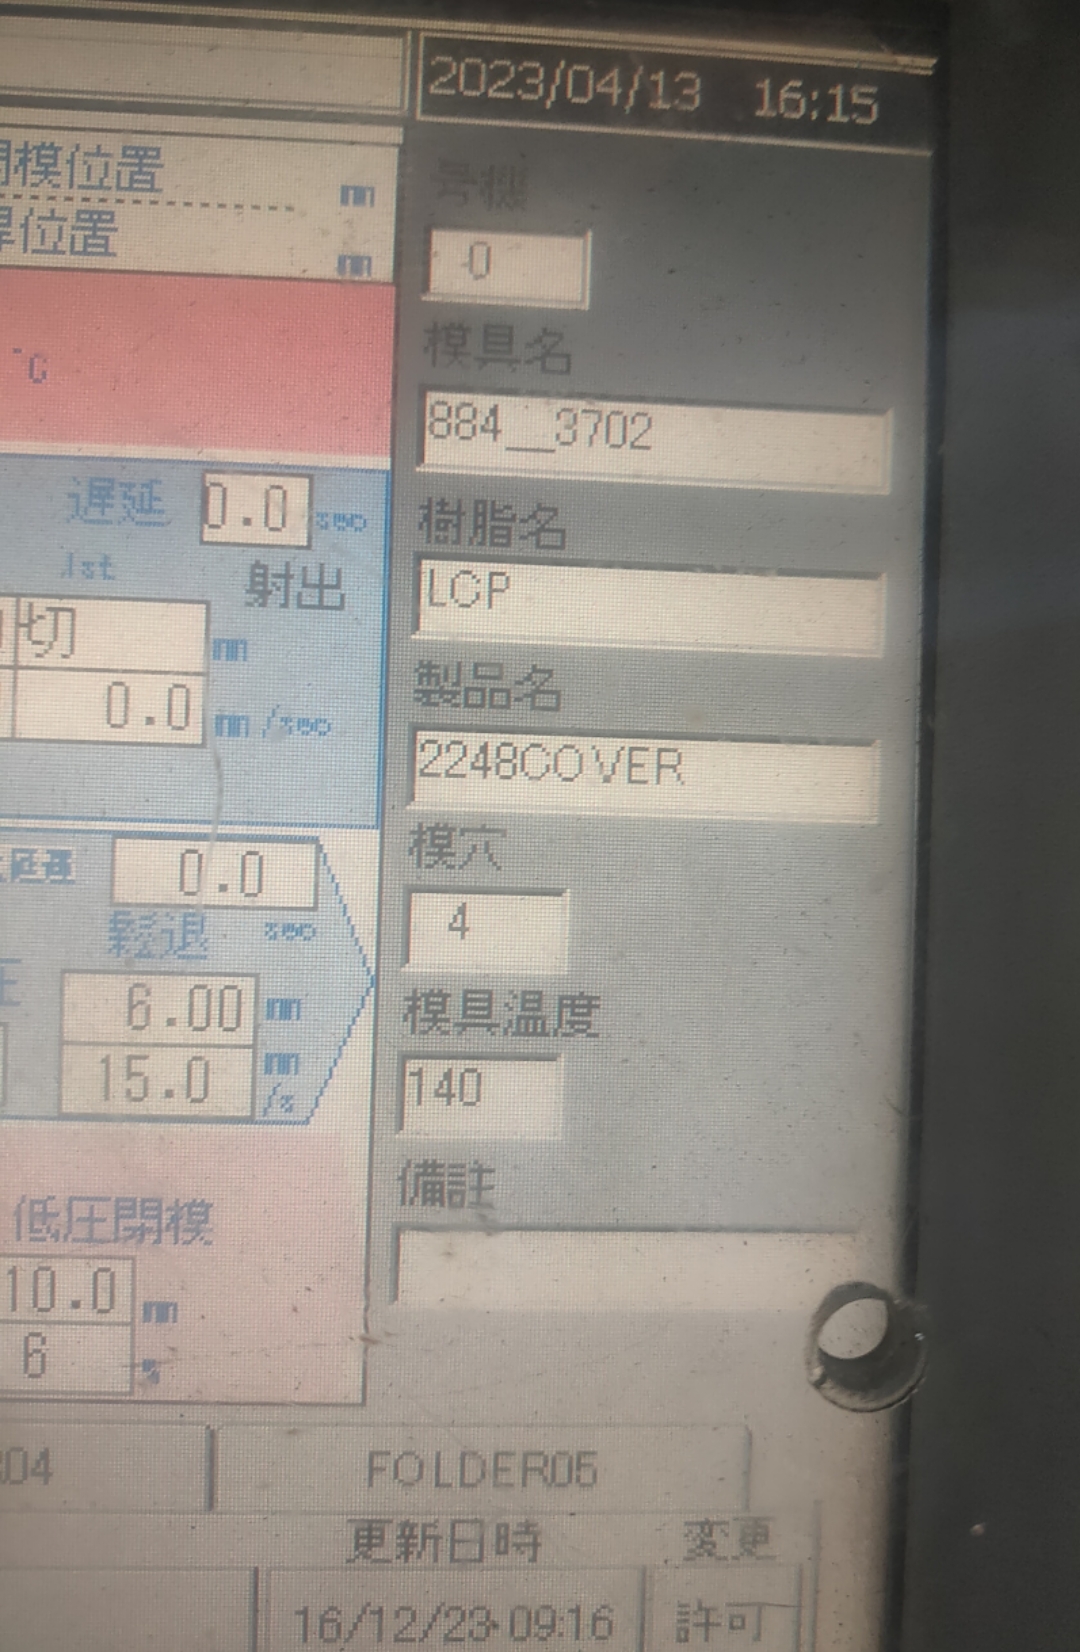 2023/04/13 16:15
模位置 mm
位置 mm
号機
0
℃
模具名
884__3702
遅延 0.0 sec
樹脂名
1st 射出
LCP
切 mm
0.0 mm/sec
製品名
2248COVER
0.0
sec
模穴
4
鬆退
6.00 mm
15.0 mm/s
模具温度
140
備註
低圧閉模
10.0 mm
6 %
04 FOLDER05
更新日時 変更
16/12/23 09:16 許可